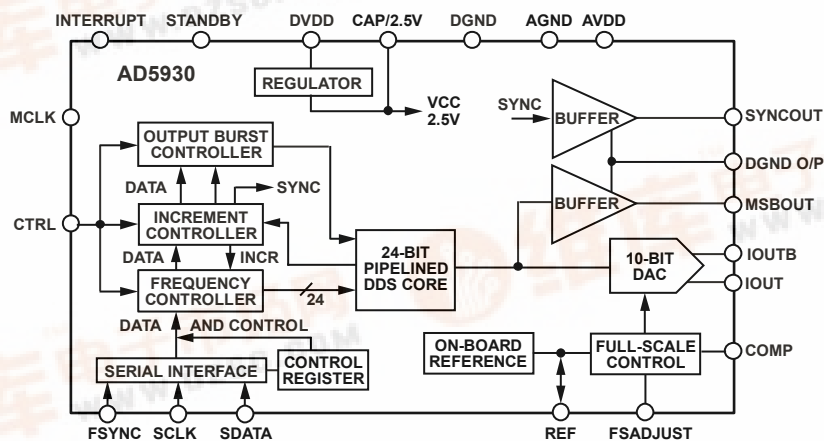 INTERRUPT STANDBY DVDD CAP/2.5V DGND AGND AVDD
AD5930
REGULATOR
VCC
2.5V
SYNC
BUFFER
SYNCOUT
MCLK
OUTPUT BURST
CONTROLLER
DGND O/P
DATA
SYNC
BUFFER
MSBOUT
CTRL
INCREMENT
CONTROLLER
24-BIT
PIPELINED
DDS CORE
10-BIT
DAC
IOUTB
IOUT
DATA
INCR
FREQUENCY
CONTROLLER
24
DATA
AND CONTROL
ON-BOARD
REFERENCE
FULL-SCALE
CONTROL
COMP
SERIAL INTERFACE
CONTROL
REGISTER
FSYNC SCLK SDATA REF FSADJUST